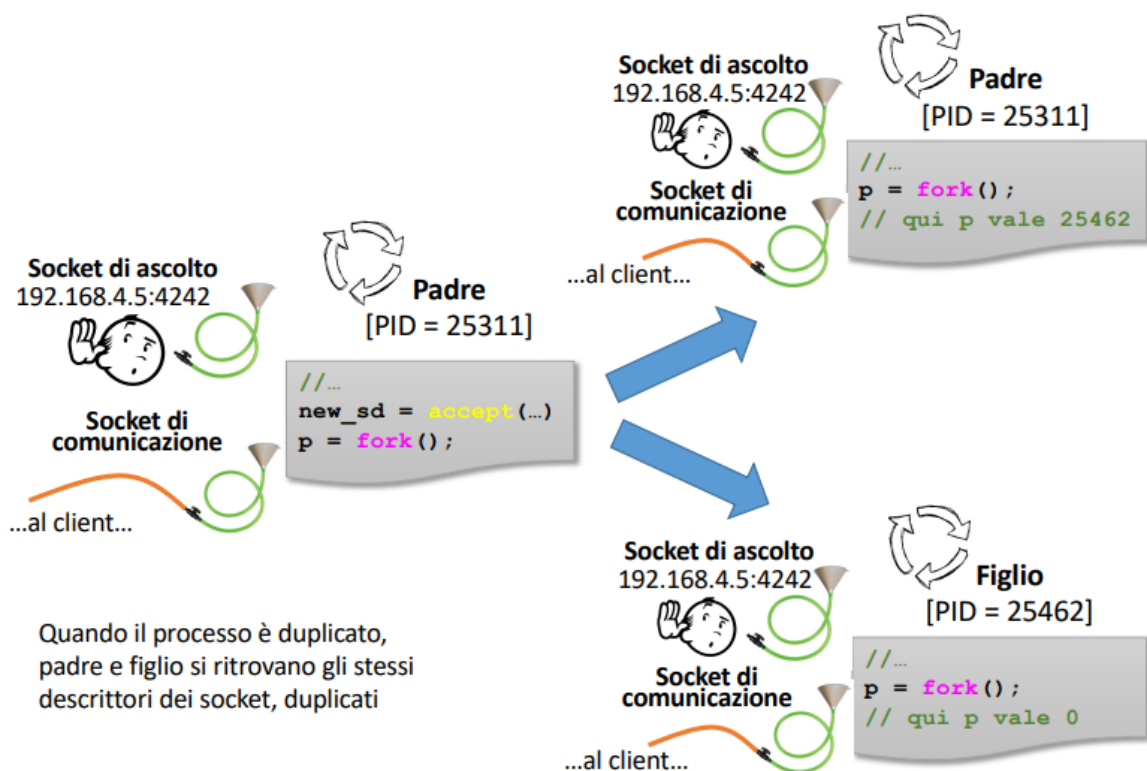 Socket di ascolto
192.168.4.5:4242
Padre
[PID = 25311]
Socket di
comunicazione
//…
new_sd = accept(…)
p = fork();
…al client…
Quando il processo è duplicato,
padre e figlio si ritrovano gli stessi
descrittori dei socket, duplicati
Socket di ascolto
192.168.4.5:4242
Padre
[PID = 25311]
Socket di
comunicazione
//…
p = fork();
// qui p vale 25462
…al client…
Socket di ascolto
192.168.4.5:4242
Figlio
[PID = 25462]
Socket di
comunicazione
//…
p = fork();
// qui p vale 0
…al client…